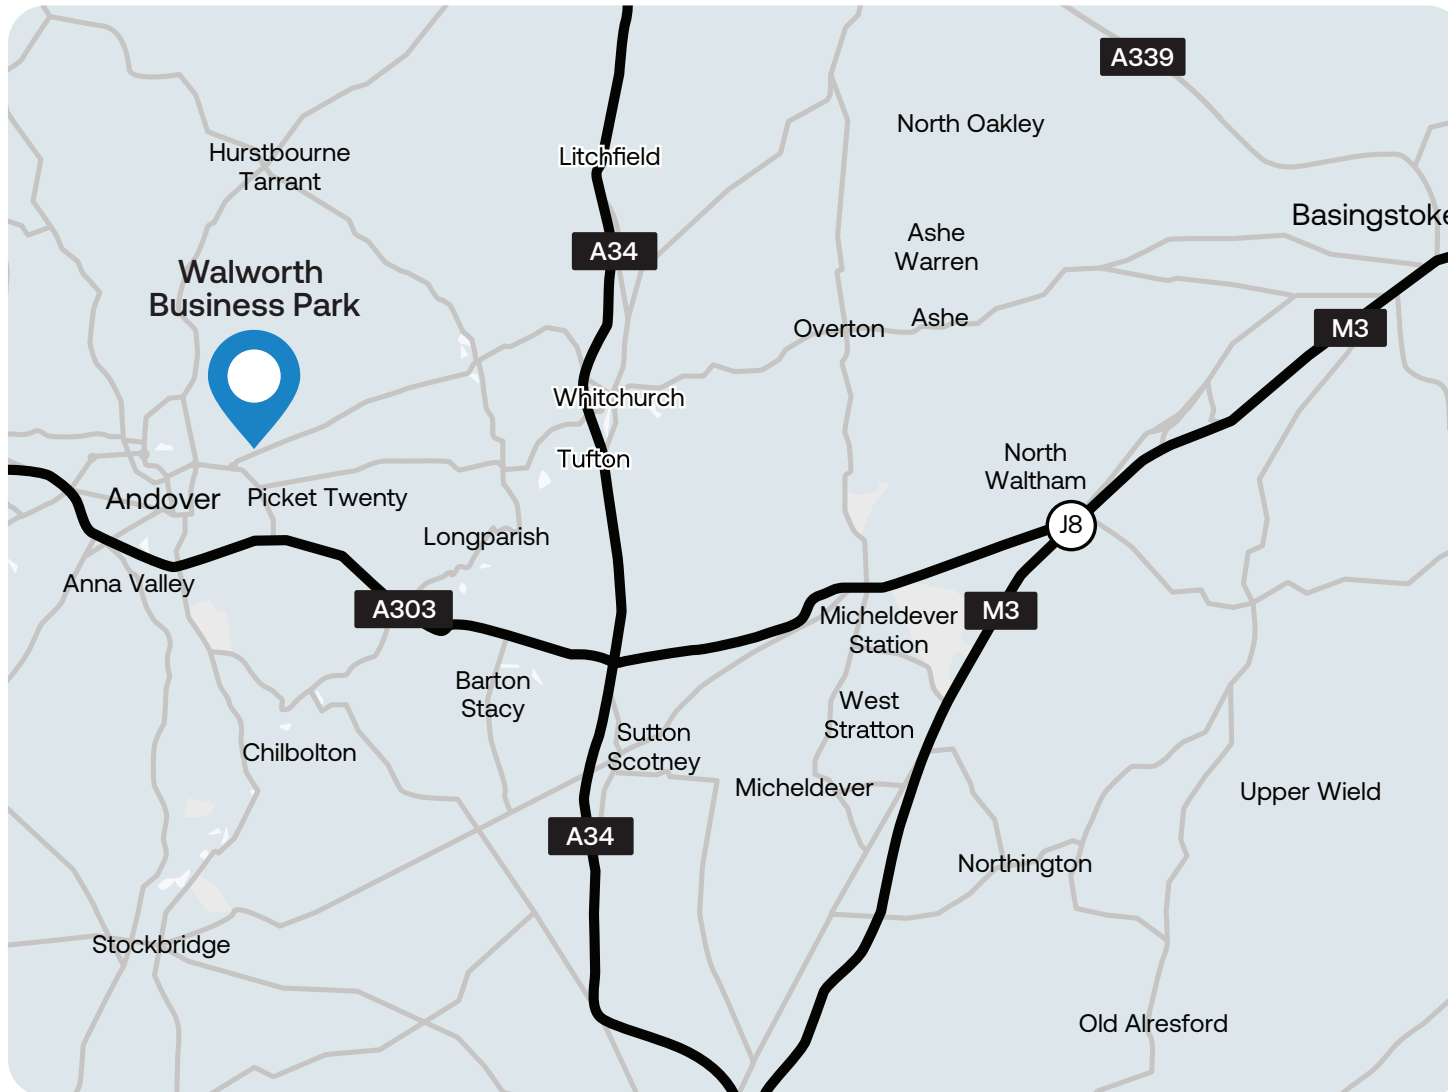 A339
North Oakley
Hurstbourne
Tarrant
Litchfield
Basingstoke
A34
Ashe
Warren
Walworth
Business Park
Overton
Ashe
M3
Whitchurch
Tufton
North
Waltham
Andover
Picket Twenty
J8
Longparish
Anna Valley
A303
Micheldever
Station
M3
Barton
Stacy
West
Stratton
Sutton
Scotney
Chilbolton
Micheldever
Upper Wield
A34
Northington
Stockbridge
Old Alresford